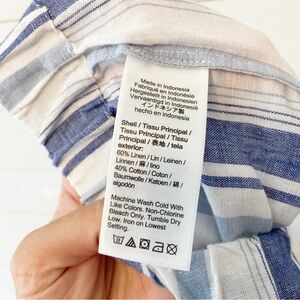 Made in Indonesia
Fabriqué en Indonésie
Hergestellt in Indonesien
Vervaardigd in Indonesië
インドネシア製
hecho en indonesia
Shell / Tissu Principal /
Tissu Principal / Tissu
Principal / 表地 / tela
exterior:
60% Linen / Lin / Leinen /
Linnen / 麻 / lino
40% Cotton / Coton /
Baumwolle / Katoen / 綿 /
algodón
Machine Wash Cold With
Like Colors. Non-Chlorine
Bleach Only. Tumble Dry
Low. Iron on Lowest
Setting.